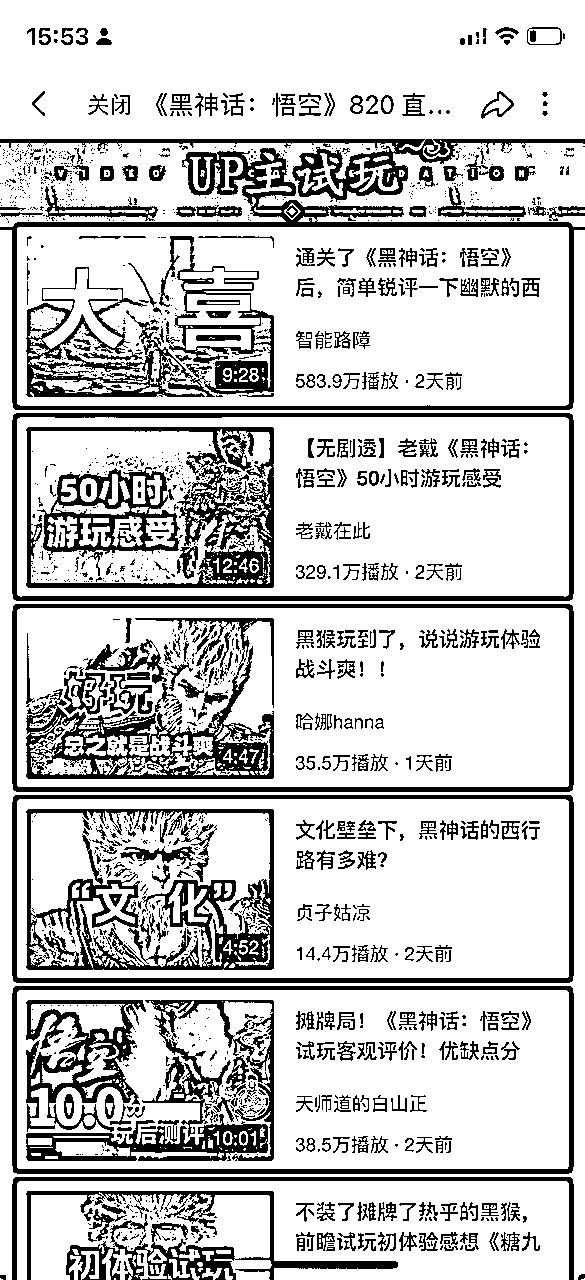 15:53
关闭 《黑神话：悟空》820 直...
UP主试玩
大 喜
9:28
通关了《黑神话：悟空》
后，简单锐评一下幽默的西
智能路障
583.9万播放 · 2天前
50小时
游玩感受
12:46
【无剧透】老戴《黑神话：
悟空》50小时游玩感受
老戴在此
329.1万播放 · 2天前
好玩
总之就是战斗爽
4:47
黑猴玩到了，说说游玩体验
战斗爽！！
哈娜hanna
35.5万播放 · 1天前
“文 化”
4:52
文化壁垒下，黑神话的西行
路有多难？
贞子姑凉
14.4万播放 · 2天前
悟空
10.0分
玩后测评
10:01
摊牌局！《黑神话：悟空》
试玩客观评价！优缺点分
天师道的白山正
38.5万播放 · 2天前
初体验试玩
不装了摊牌了热乎的黑猴，
前瞻试玩初体验感想《糖九